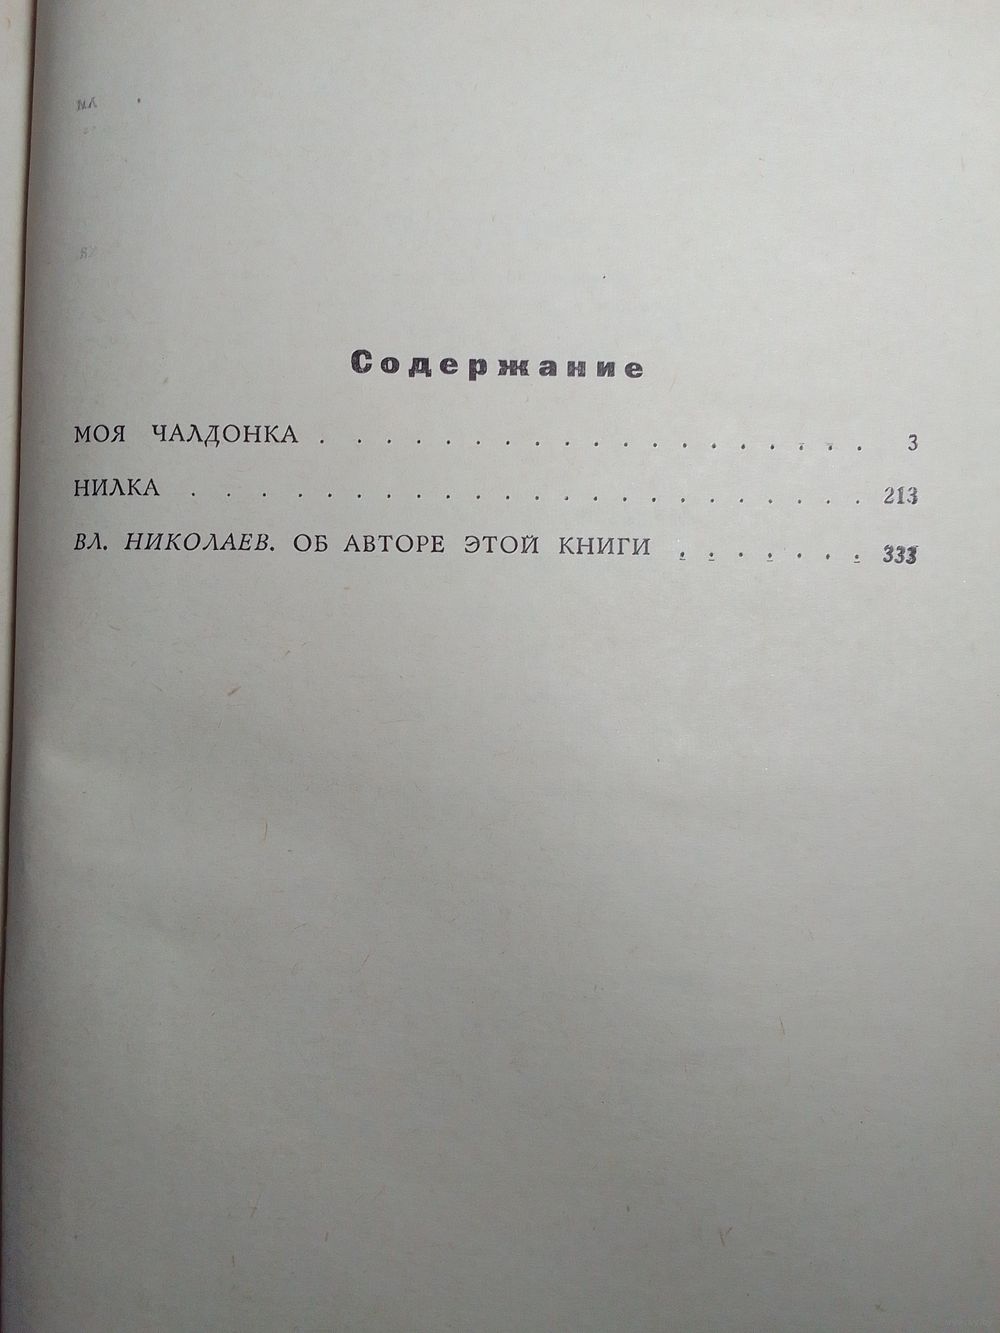 Содержание
МОЯ ЧАЛДОНКА . . . . . . . . . . . . . . . . . . . 3
НИЛКА . . . . . . . . . . . . . . . . . . . . . 213
ВЛ. НИКОЛАЕВ. ОБ АВТОРЕ ЭТОЙ КНИГИ . . . . . . . 333